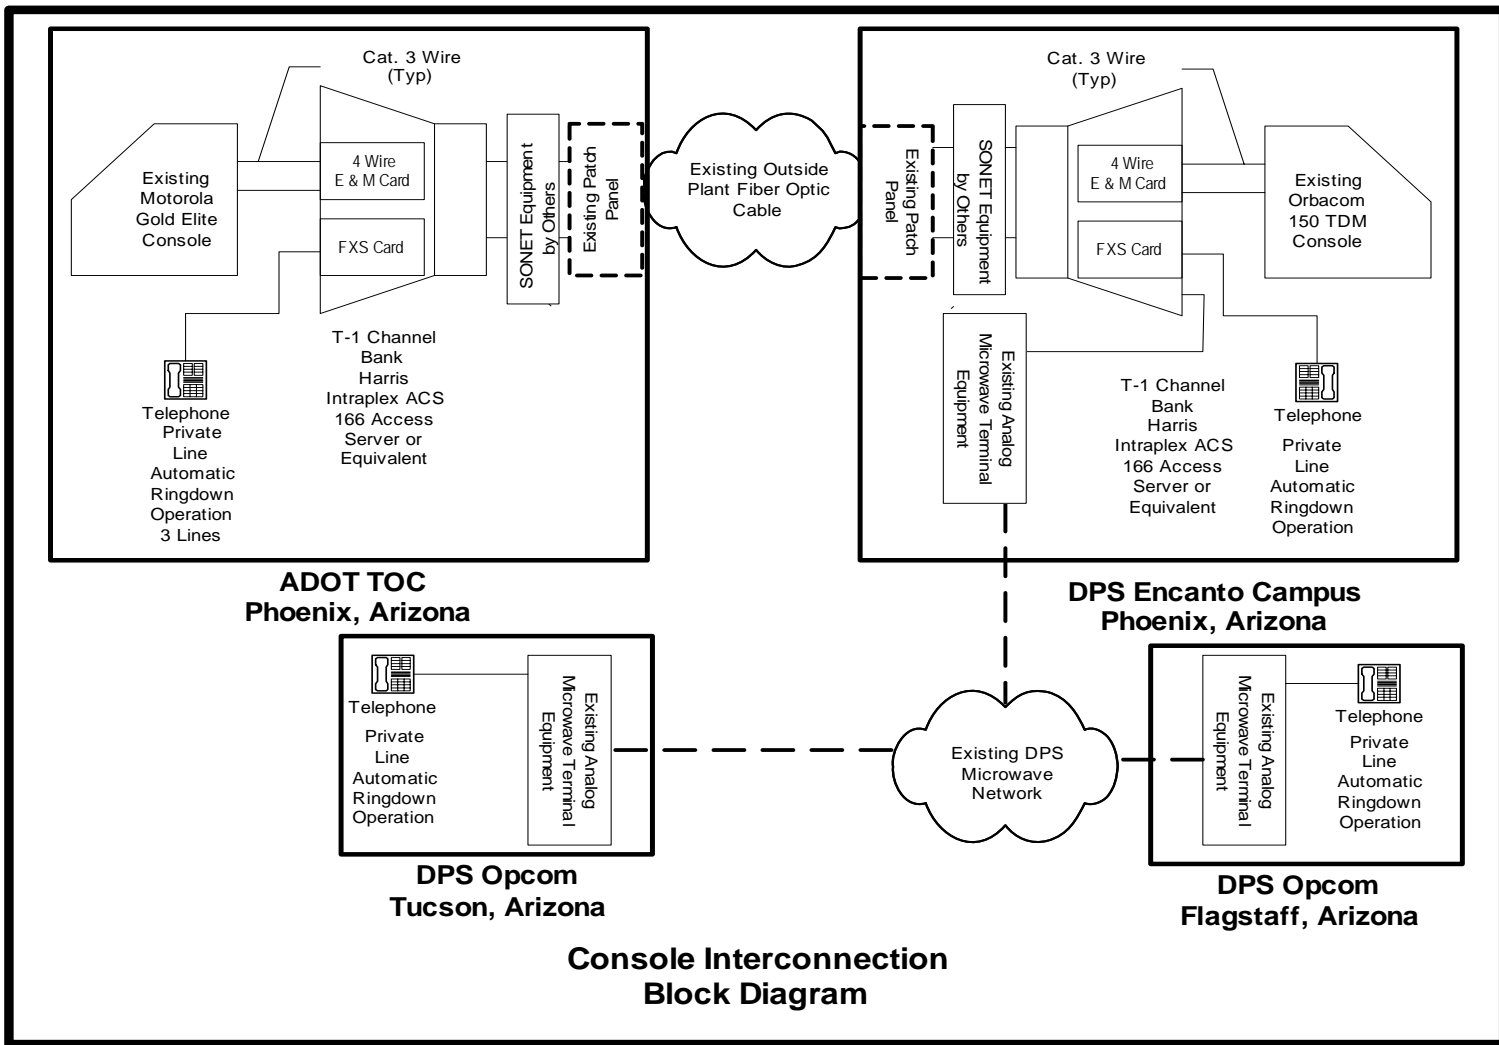 Cat. 3 Wire
(Typ)
Existing
Motorola
Gold Elite
Console
4 Wire
E & M Card
FXS Card
SONET Equipment
by Others
Existing Patch
Panel
T-1 Channel
Bank
Harris
Intraplex ACS
166 Access
Server or
Equivalent
Telephone
Private
Line
Automatic
Ringdown
Operation
3 Lines
ADOT TOC
Phoenix, Arizona
Existing Outside
Plant Fiber Optic
Cable
Cat. 3 Wire
(Typ)
Existing Patch
Panel
SONET Equipment
by Others
4 Wire
E & M Card
FXS Card
Existing
Orbacom
150 TDM
Console
Existing Analog
Microwave Terminal
Equipment
T-1 Channel
Bank
Harris
Intraplex ACS
166 Access
Server or
Equivalent
Telephone
Private
Line
Automatic
Ringdown
Operation
DPS Encanto Campus
Phoenix, Arizona
Telephone
Private
Line
Automatic
Ringdown
Operation
Existing Analog
Microwave Terminal
Equipment
DPS Opcom
Tucson, Arizona
Existing DPS
Microwave
Network
Existing Analog
Microwave Terminal
Equipment
Telephone
Private
Line
Automatic
Ringdown
Operation
DPS Opcom
Flagstaff, Arizona
Console Interconnection
Block Diagram